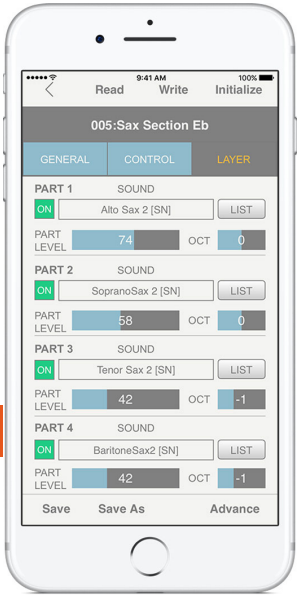 9:41 AM 100%
Read Write Initialize
005:Sax Section Eb
GENERAL CONTROL LAYER
PART 1 SOUND
ON Alto Sax 2 [SN] LIST
PART LEVEL 74 OCT 0
PART 2 SOUND
ON SopranoSax 2 [SN] LIST
PART LEVEL 58 OCT 0
PART 3 SOUND
ON Tenor Sax 2 [SN] LIST
PART LEVEL 42 OCT -1
PART 4 SOUND
ON BaritoneSax2 [SN] LIST
PART LEVEL 42 OCT -1
Save Save As Advance